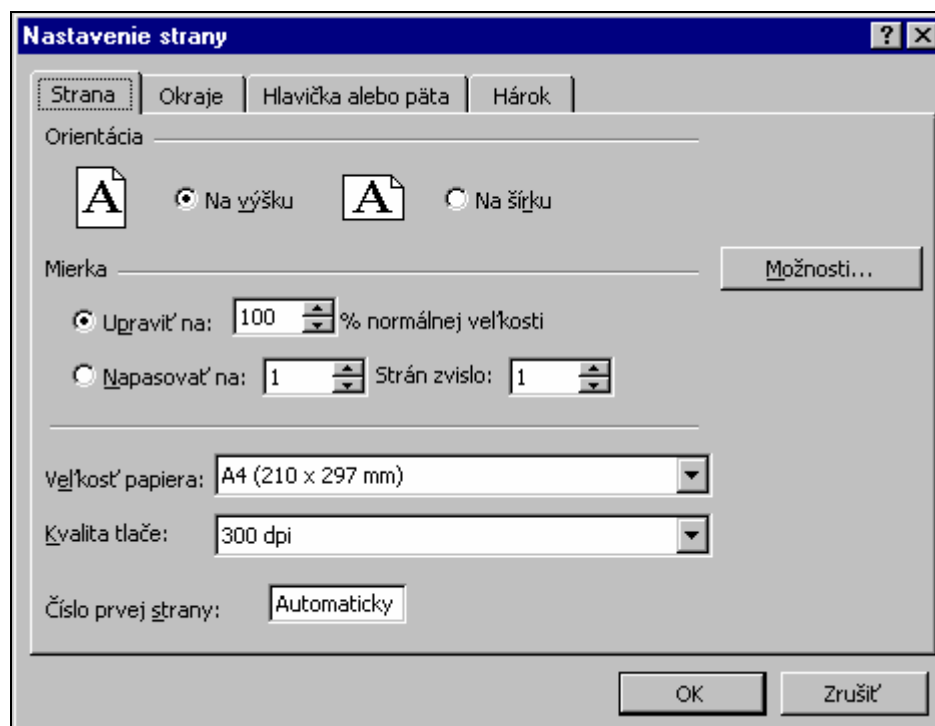 Nastavenie strany
Strana Okraje Hlavička alebo päta Hárok
Orientácia
A Na výšku A Na šírku
Mierka
Možnosti...
Upraviť na: 100 % normálnej veľkosti
Napasovať na: 1 Strán zvislo: 1
Veľkosť papiera: A4 (210 x 297 mm)
Kvalita tlače: 300 dpi
Číslo prvej strany: Automaticky
OK Zrušiť